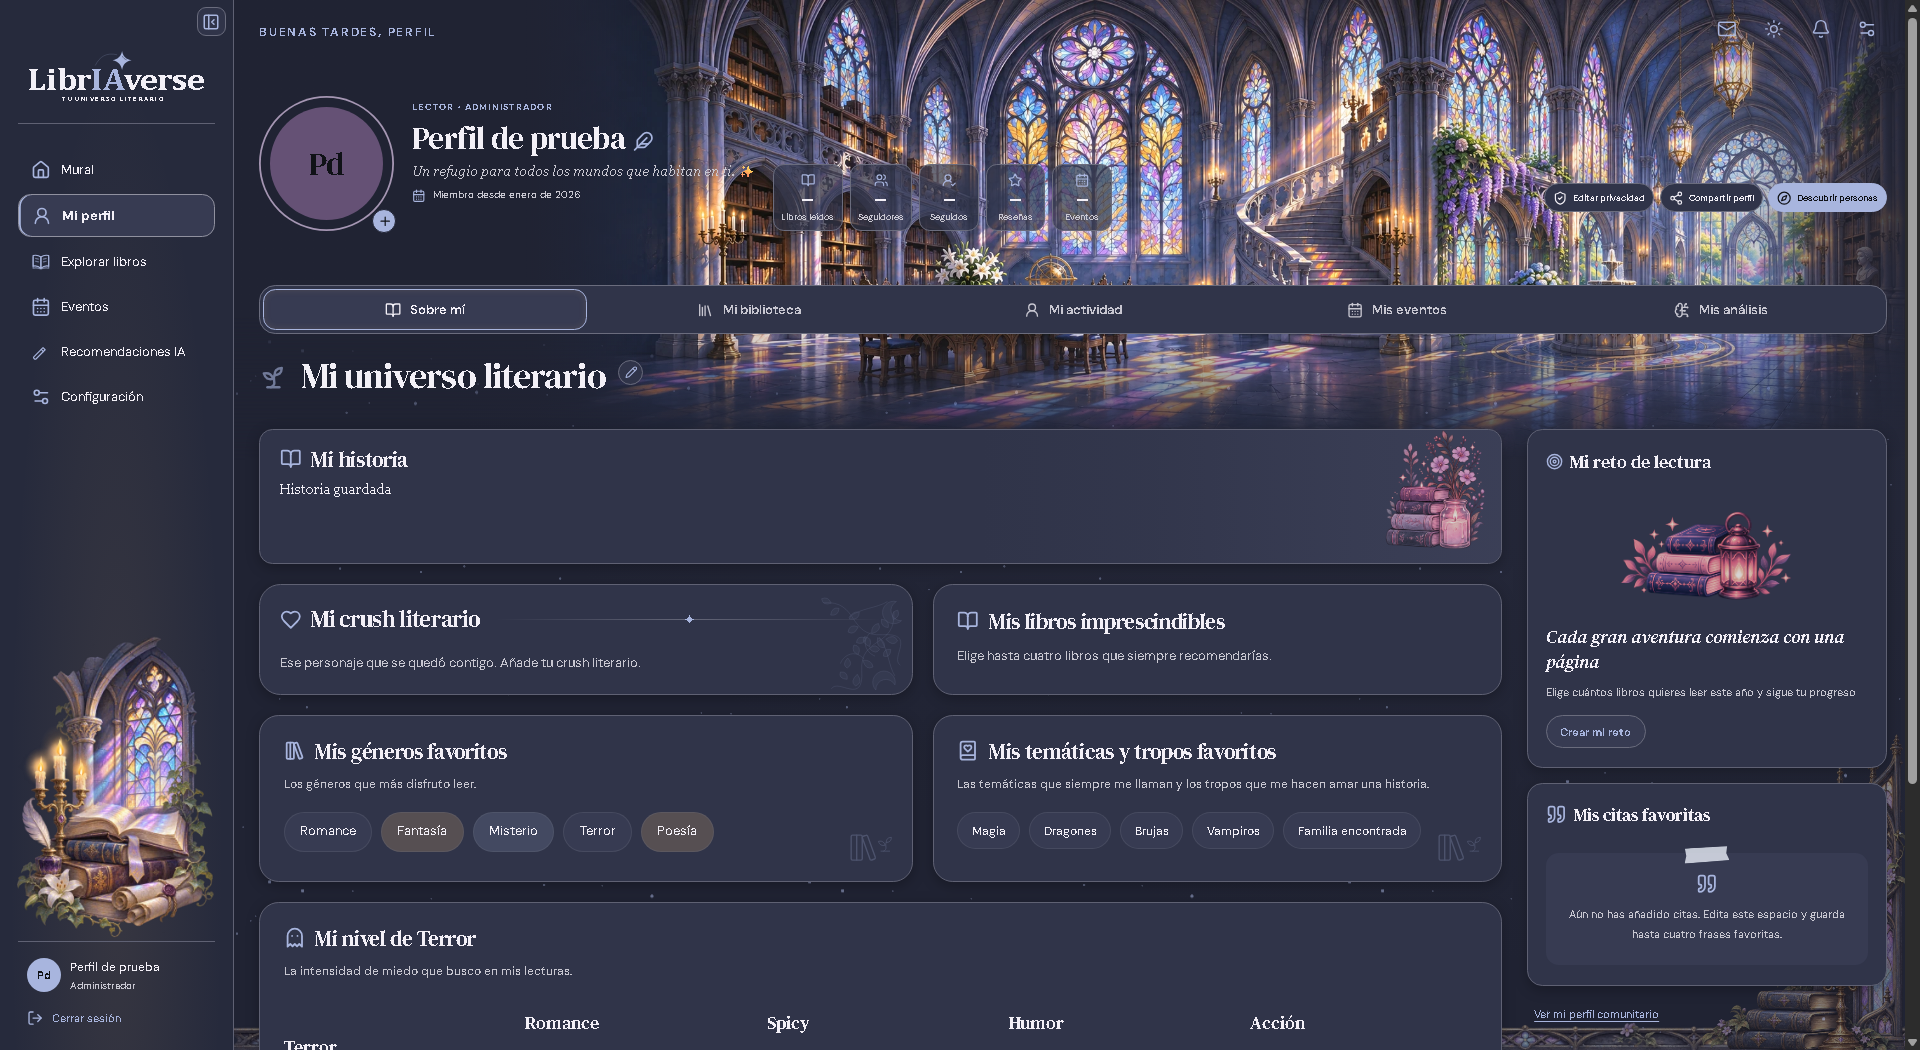 LibrIAverse
TU UNIVERSO LITERARIO
Mural
Mi perfil
Explorar libros
Eventos
Recomendaciones IA
Configuración
Pd
Perfil de prueba
Administrador
Cerrar sesión
BUENAS TARDES, PERFIL
Pd
LECTOR · ADMINISTRADOR
Perfil de prueba
Un refugio para todos los mundos que habitan en ti. ✨
Miembro desde enero de 2026
– Libros leídos
– Seguidores
– Seguidos
– Reseñas
– Eventos
Editar privacidad
Compartir perfil
Descubrir personas
Sobre mí
Mi biblioteca
Mi actividad
Mis eventos
Mis análisis
Mi universo literario
Mi historia
Historia guardada
Mi crush literario
Ese personaje que se quedó contigo. Añade tu crush literario.
Mis libros imprescindibles
Elige hasta cuatro libros que siempre recomendarías.
Mis géneros favoritos
Los géneros que más disfruto leer.
Romance
Fantasía
Misterio
Terror
Poesía
Mis temáticas y tropos favoritos
Las temáticas que siempre me llaman y los tropos que me hacen amar una historia.
Magia
Dragones
Brujas
Vampiros
Familia encontrada
Mi nivel de Terror
La intensidad de miedo que busco en mis lecturas.
Romance
Spicy
Humor
Acción
Terror
Mi reto de lectura
Cada gran aventura comienza con una
página
Elige cuántos libros quieres leer este año y sigue tu progreso
Crear mi reto
Mis citas favoritas
Aún no has añadido citas. Edita este espacio y guarda
hasta cuatro frases favoritas.
Ver mi perfil comunitario